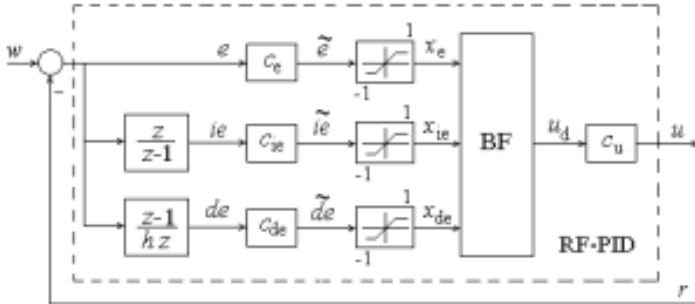 w
−
e
c_e
ẽ
1
-1
x_e
z
z-1
ie
c_ie
ĩe
1
-1
x_ie
z-1
h z
de
c_de
d̃e
1
-1
x_de
BF
u_d
c_u
u
RF-PID
r